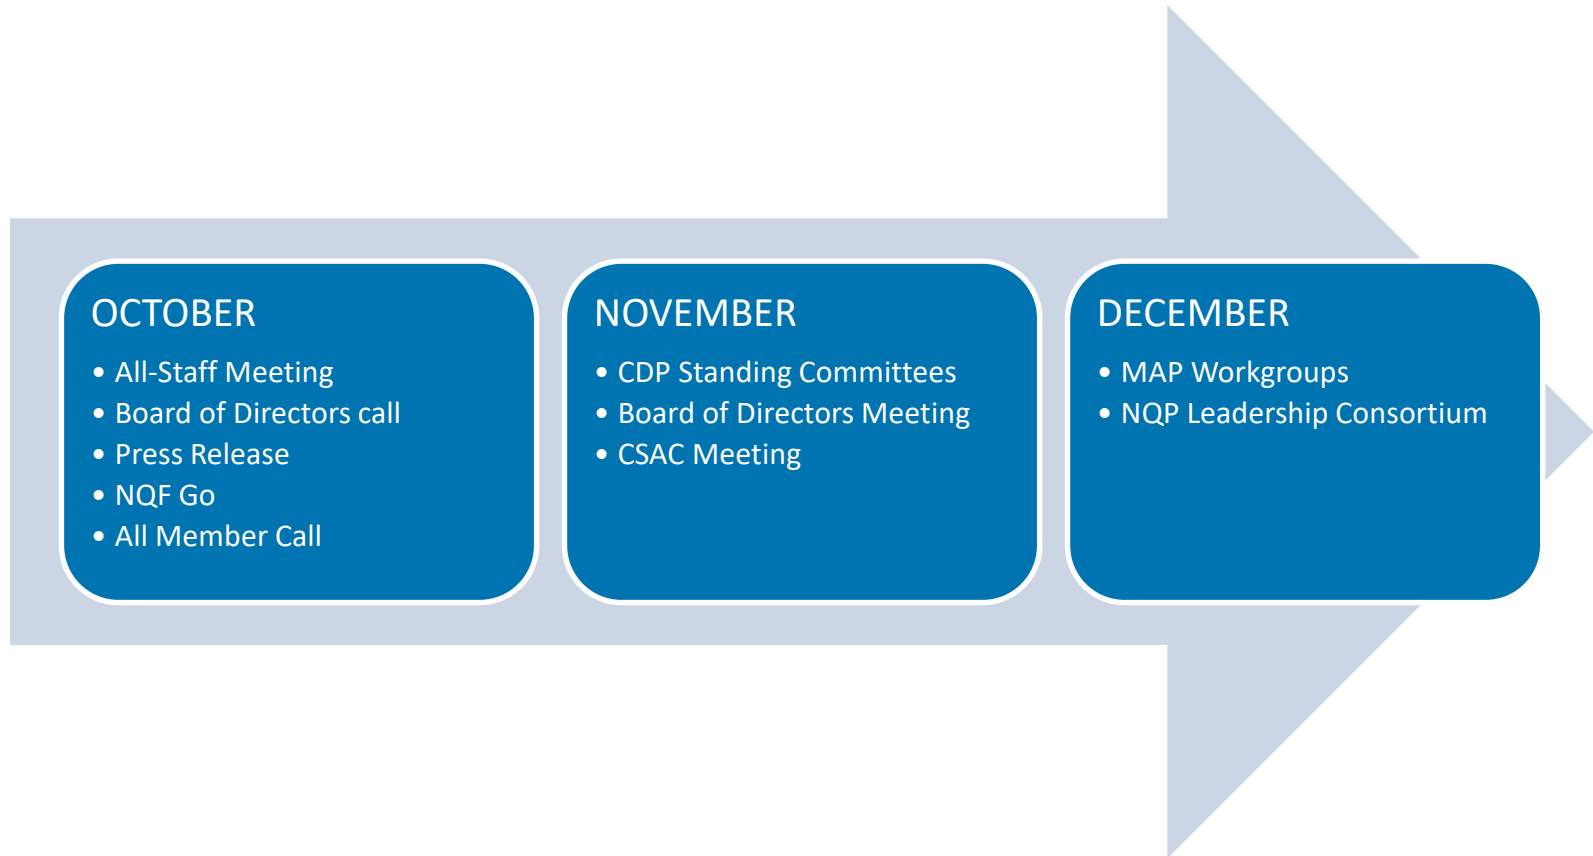 OCTOBER
• All-Staff Meeting
• Board of Directors call
• Press Release
• NQF Go
• All Member Call
NOVEMBER
• CDP Standing Committees
• Board of Directors Meeting
• CSAC Meeting
DECEMBER
• MAP Workgroups
• NQP Leadership Consortium